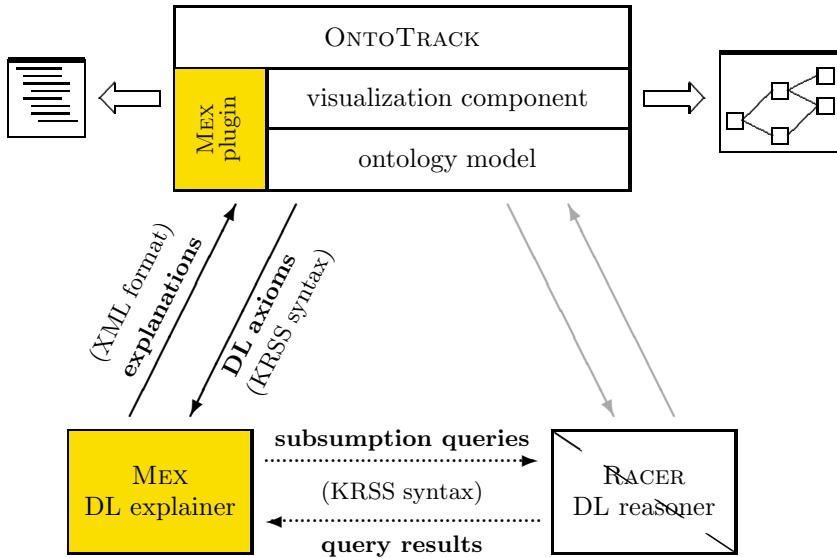 ONTOTRACK
MEX
plugin
visualization component
ontology model
(XML format)
explanations
DL axioms
(KRSS syntax)
MEX
DL explainer
subsumption queries
(KRSS syntax)
query results
RACER
DL reasoner